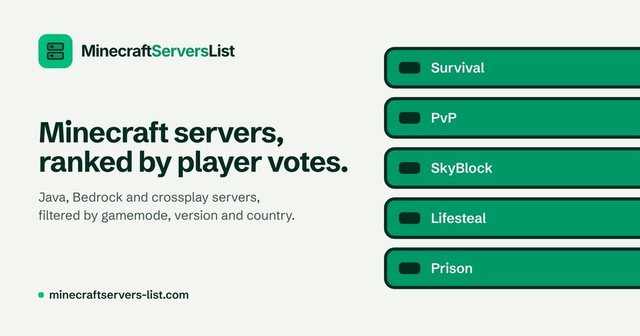 MinecraftServersList
Minecraft servers,
ranked by player votes.
Java, Bedrock and crossplay servers,
filtered by gamemode, version and country.
minecraftservers-list.com
Survival
PvP
SkyBlock
Lifesteal
Prison